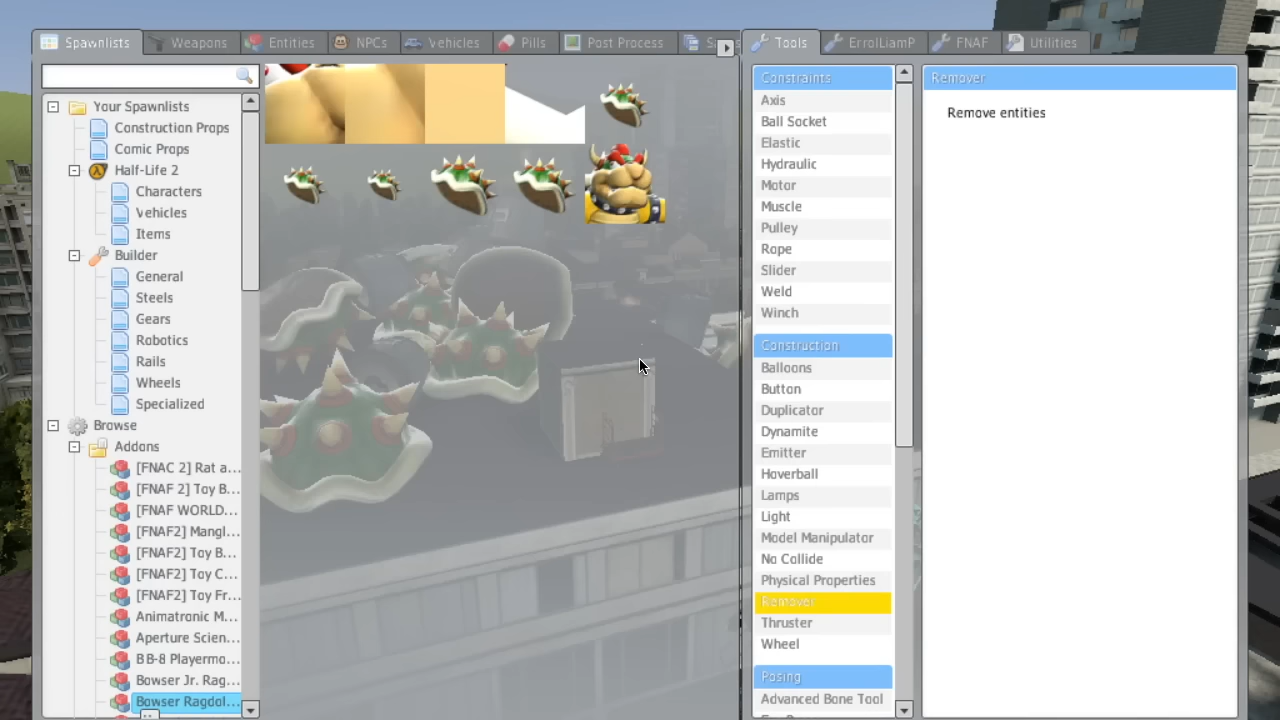 Spawnlists
Weapons
Entities
NPCs
Vehicles
Pills
Post Process
Tools
ErrolLiamP
FNAF
Utilities
Your Spawnlists
Construction Props
Comic Props
Half-Life 2
Characters
Vehicles
Items
Builder
General
Steels
Gears
Robotics
Rails
Wheels
Specialized
Browse
Addons
[FNAC 2] Rat a...
[FNAF 2] Toy B...
[FNAF WORLD...
[FNAF2] Mangl...
[FNAF2] Toy B...
[FNAF2] Toy C...
[FNAF2] Toy Fr...
Animatronic M...
Aperture Scien...
BB-8 Playermo...
Bowser Jr. Rag...
Bowser Ragdol...
Constraints
Axis
Ball Socket
Elastic
Hydraulic
Motor
Muscle
Pulley
Rope
Slider
Weld
Winch
Construction
Balloons
Button
Duplicator
Dynamite
Emitter
Hoverball
Lamps
Light
Model Manipulator
No Collide
Physical Properties
Remover
Thruster
Wheel
Posing
Advanced Bone Tool
Remover
Remove entities